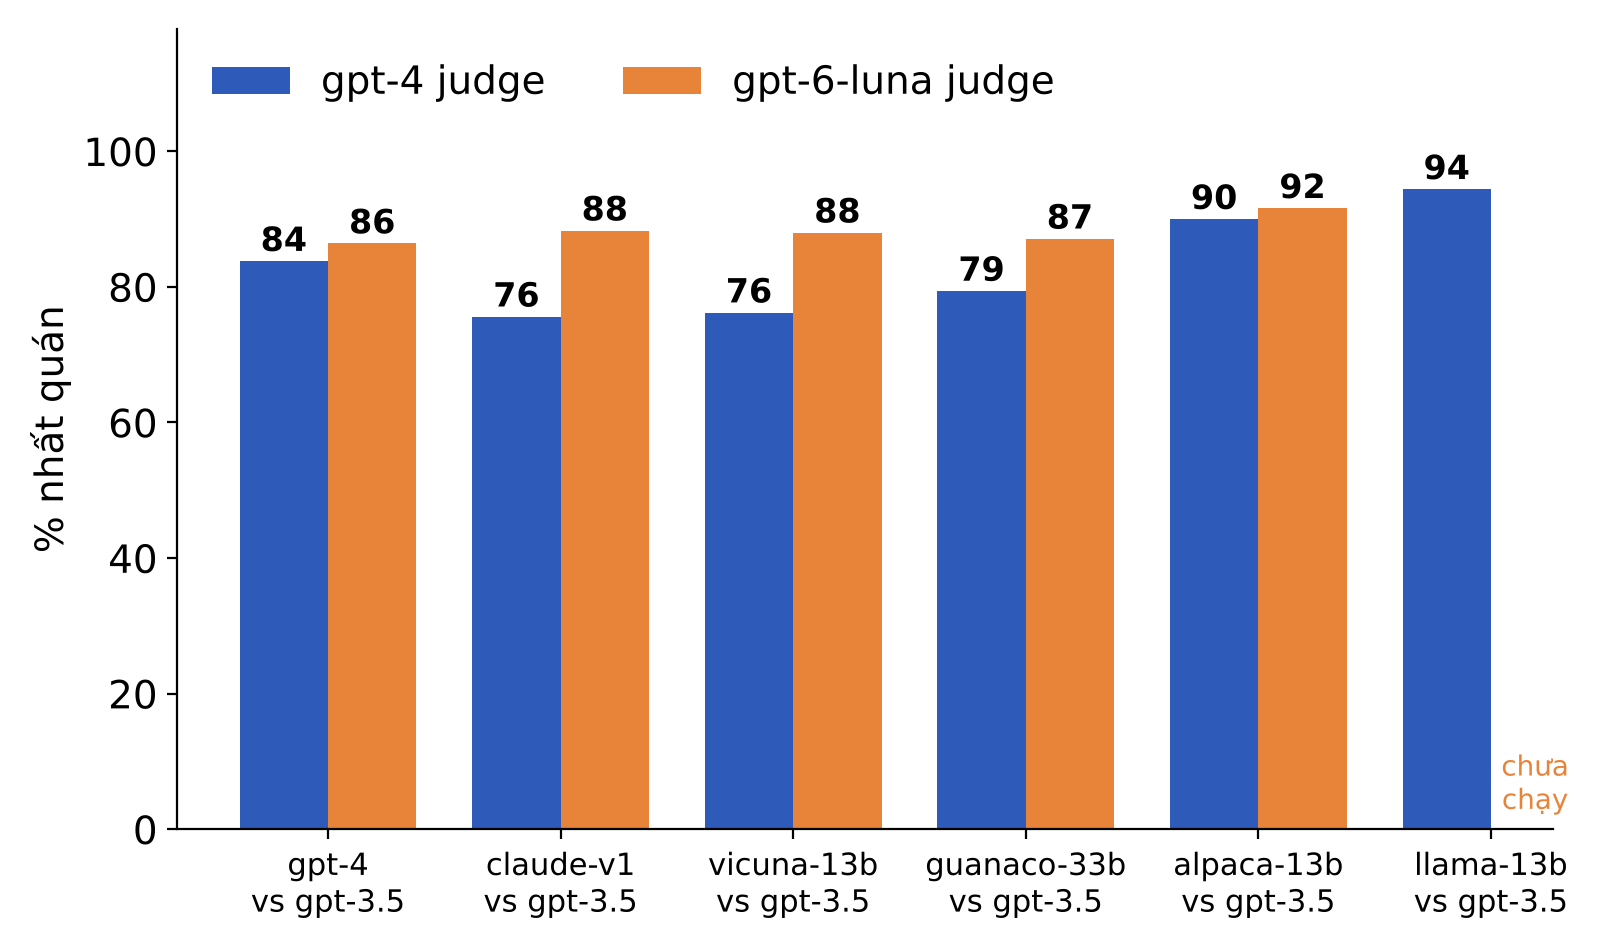 gpt-4 judge
gpt-6-luna judge
% nhất quán
100
80
60
40
20
0
84
86
76
88
76
88
79
87
90
92
94
chưa
chạy
gpt-4
vs gpt-3.5
claude-v1
vs gpt-3.5
vicuna-13b
vs gpt-3.5
guanaco-33b
vs gpt-3.5
alpaca-13b
vs gpt-3.5
llama-13b
vs gpt-3.5